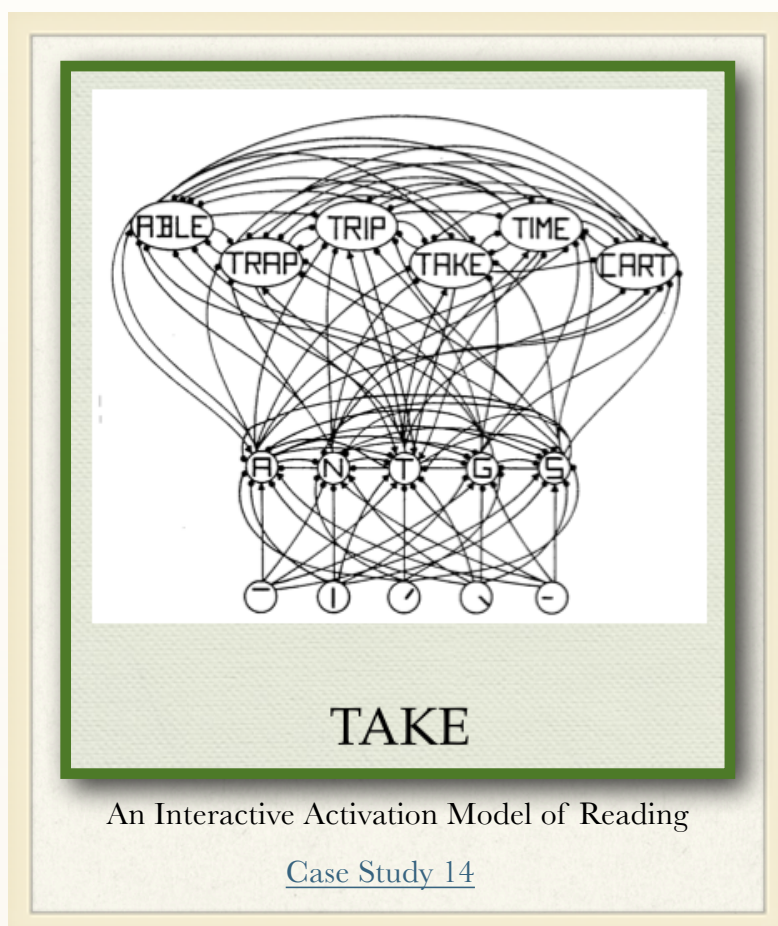 ABLE TRIP TIME
TRAP TAKE CART
A N T G S
TAKE
An Interactive Activation Model of Reading
Case Study 14